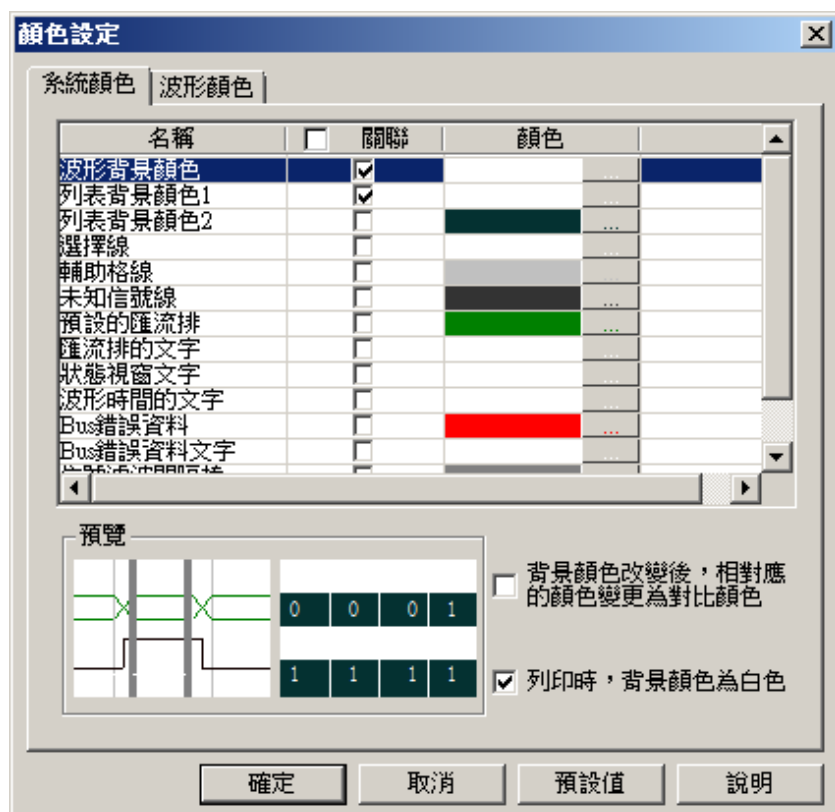 顏色設定
系統顏色 波形顏色
名稱 關聯 顏色
波形背景顏色
列表背景顏色1 ...
列表背景顏色2 ...
選擇線
輔助格線
未知信號線 ...
預設的匯流排 ...
匯流排的文字
狀態視窗文字
波形時間的文字
Bus錯誤資料 ...
Bus錯誤資料文字
預覽
0 0 0 1
1 1 1 1
背景顏色改變後，相對應
的顏色變更為對比顏色
列印時，背景顏色為白色
確定 取消 預設值 說明